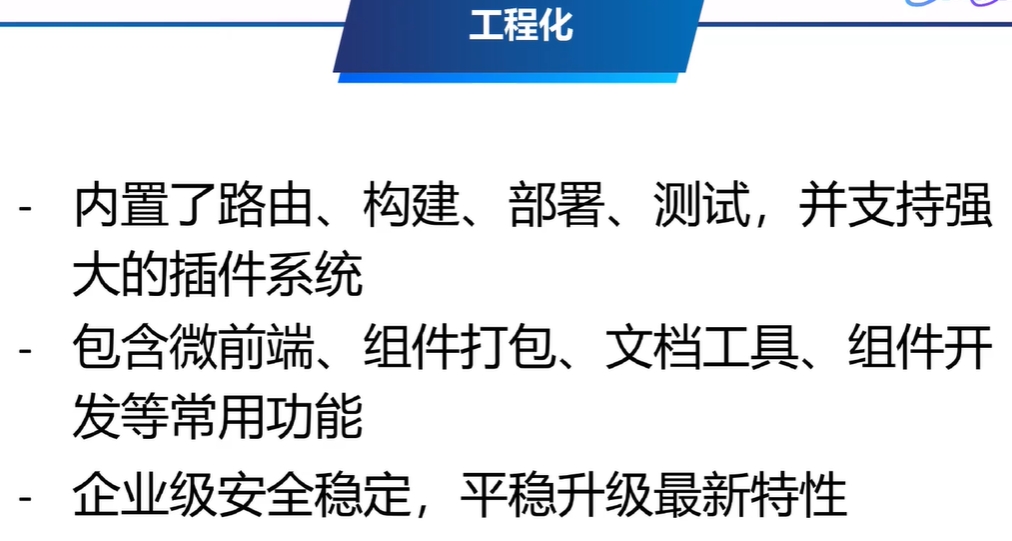 工程化
- 内置了路由、构建、部署、测试，并支持强
大的插件系统
- 包含微前端、组件打包、文档工具、组件开
发等常用功能
- 企业级安全稳定，平稳升级最新特性